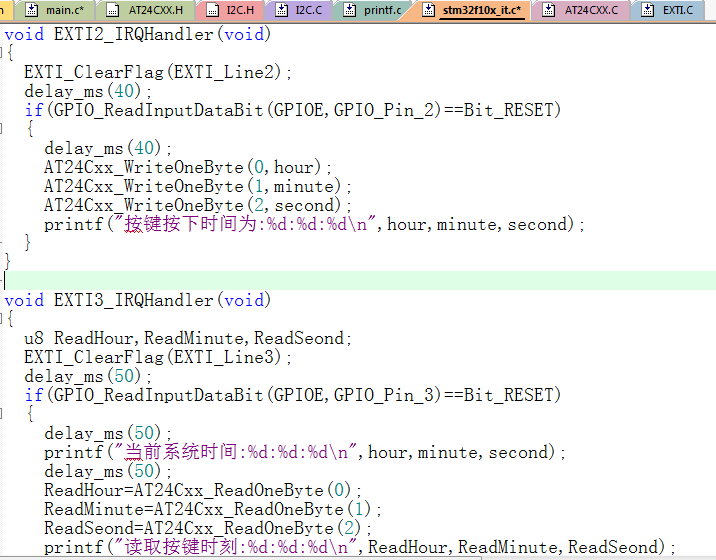 main.c* AT24CXX.H I2C.H I2C.C printf.c stm32f10x_it.c* AT24CXX.C EXTI.C
void EXTI2_IRQHandler(void)
{
EXTI_ClearFlag(EXTI_Line2);
delay_ms(40);
if(GPIO_ReadInputDataBit(GPIOE,GPIO_Pin_2)==Bit_RESET)
{
delay_ms(40);
AT24Cxx_WriteOneByte(0,hour);
AT24Cxx_WriteOneByte(1,minute);
AT24Cxx_WriteOneByte(2,second);
printf("按键按下时间为:%d:%d:%d\n",hour,minute,second);
}
}
void EXTI3_IRQHandler(void)
{
u8 ReadHour,ReadMinute,ReadSeond;
EXTI_ClearFlag(EXTI_Line3);
delay_ms(50);
if(GPIO_ReadInputDataBit(GPIOE,GPIO_Pin_3)==Bit_RESET)
{
delay_ms(50);
printf("当前系统时间:%d:%d:%d\n",hour,minute,second);
delay_ms(50);
ReadHour=AT24Cxx_ReadOneByte(0);
ReadMinute=AT24Cxx_ReadOneByte(1);
ReadSeond=AT24Cxx_ReadOneByte(2);
printf("读取按键时刻:%d:%d:%d\n",ReadHour,ReadMinute,ReadSeond);